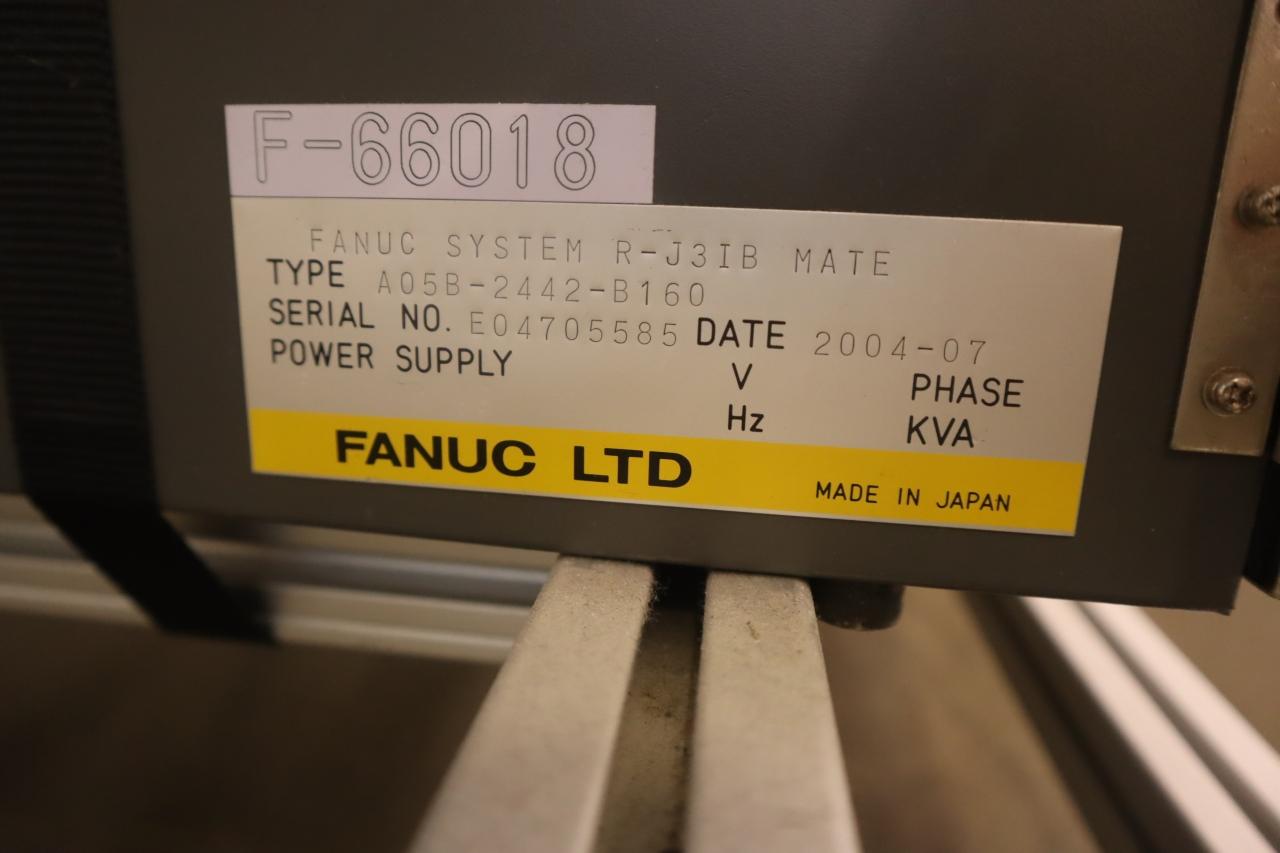 F-66018
FANUC SYSTEM R-J3IB MATE
TYPE A05B-2442-B160
SERIAL NO. E04705585 DATE 2004-07
POWER SUPPLY V PHASE
Hz KVA
FANUC LTD MADE IN JAPAN